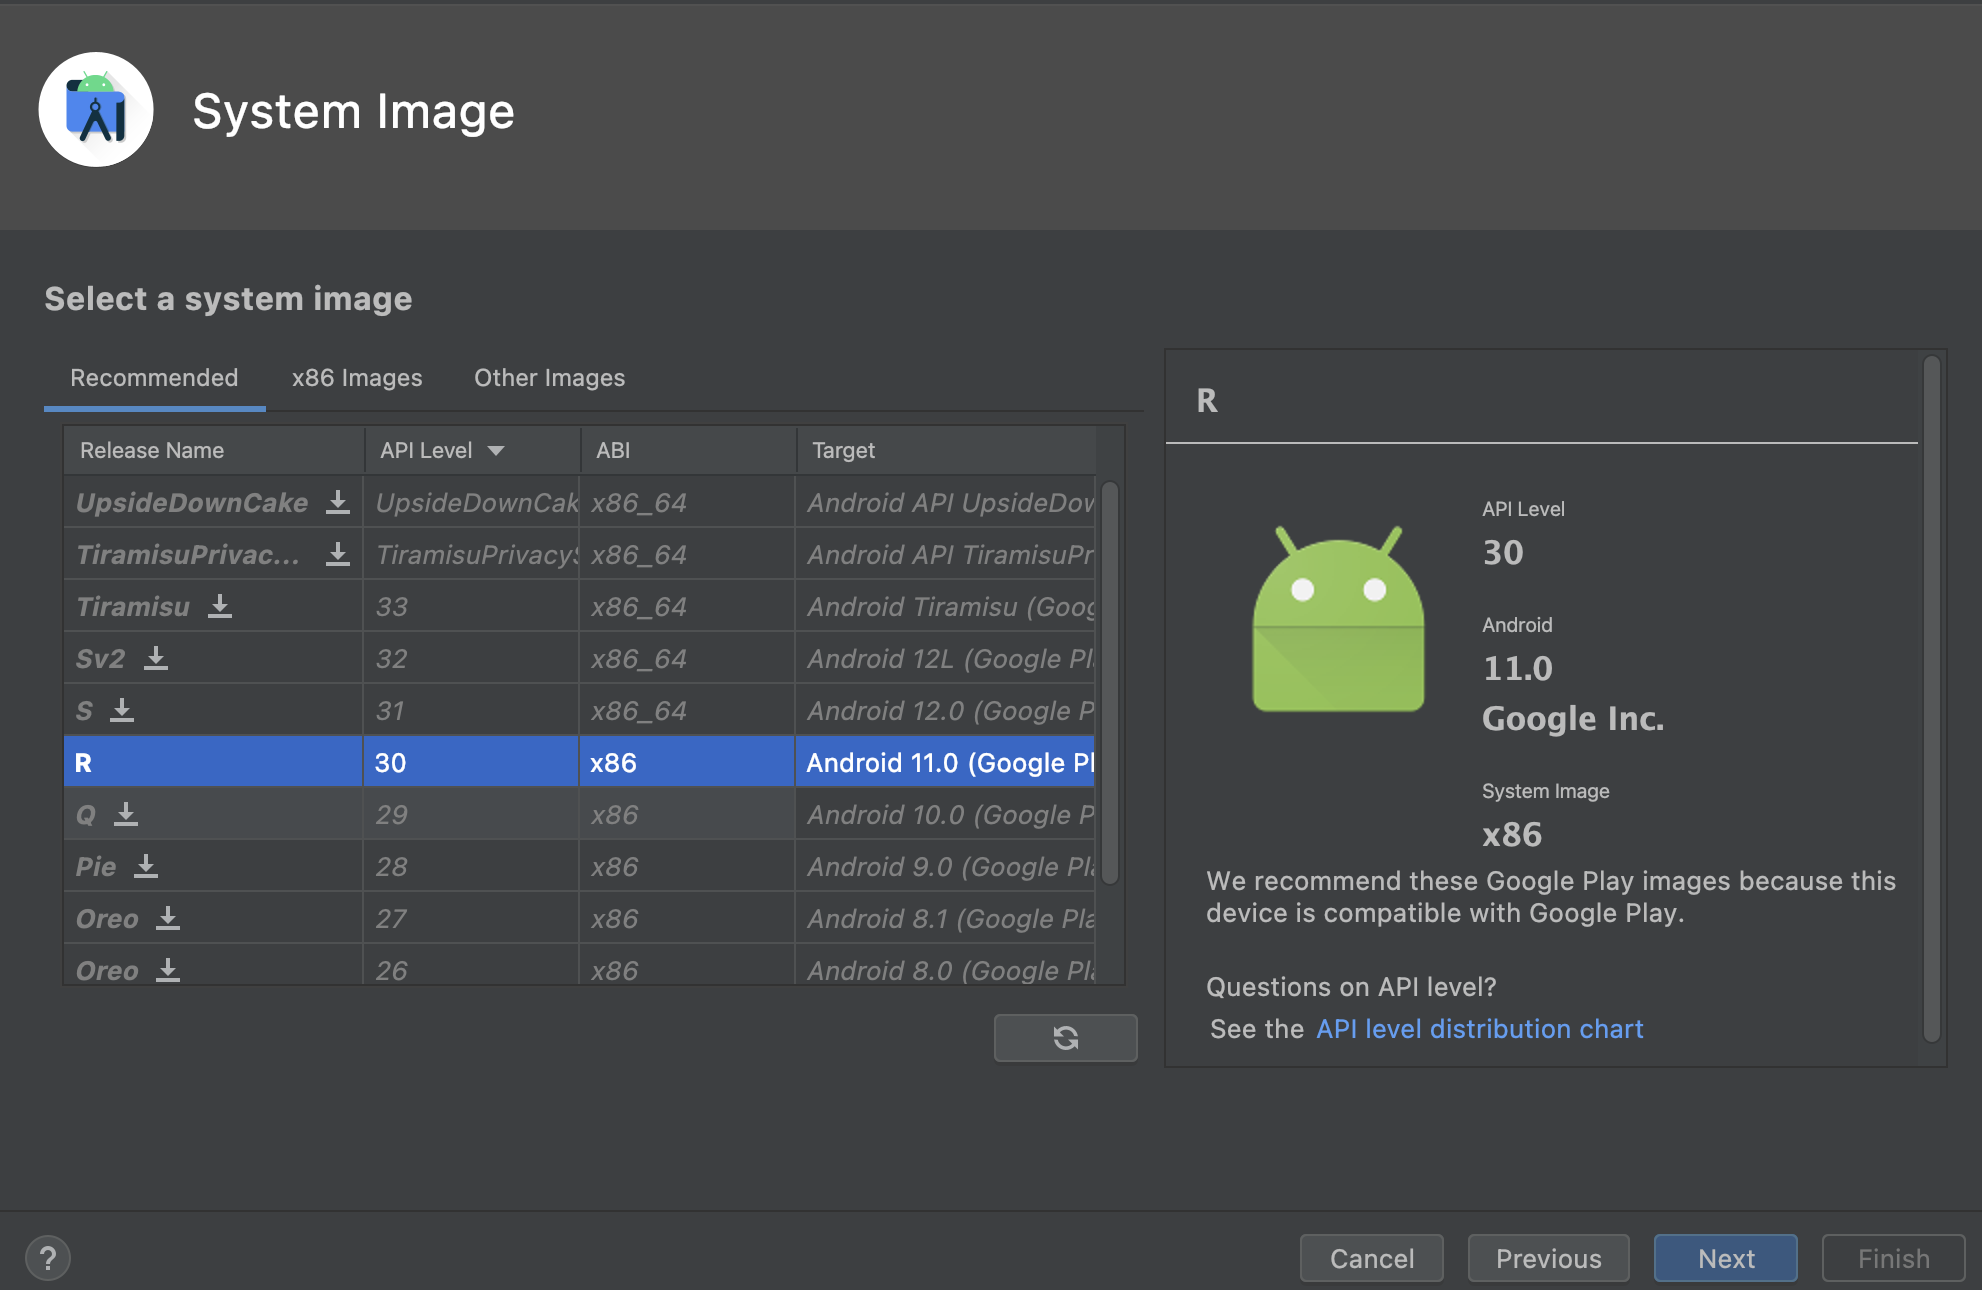 System Image
Select a system image
Recommended x86 Images Other Images
Release Name API Level ABI Target
UpsideDownCake UpsideDownCak x86_64 Android API UpsideDow
TiramisuPrivac... TiramisuPrivacyS x86_64 Android API TiramisuPr
Tiramisu 33 x86_64 Android Tiramisu (Goog
Sv2 32 x86_64 Android 12L (Google Pla
S 31 x86_64 Android 12.0 (Google P
R 30 x86 Android 11.0 (Google Pl
Q 29 x86 Android 10.0 (Google P
Pie 28 x86 Android 9.0 (Google Pla
Oreo 27 x86 Android 8.1 (Google Pla
Oreo 26 x86 Android 8.0 (Google Pla
R
API Level
30
Android
11.0
Google Inc.
System Image
x86
We recommend these Google Play images because this
device is compatible with Google Play.
Questions on API level?
See the API level distribution chart
? Cancel Previous Next Finish